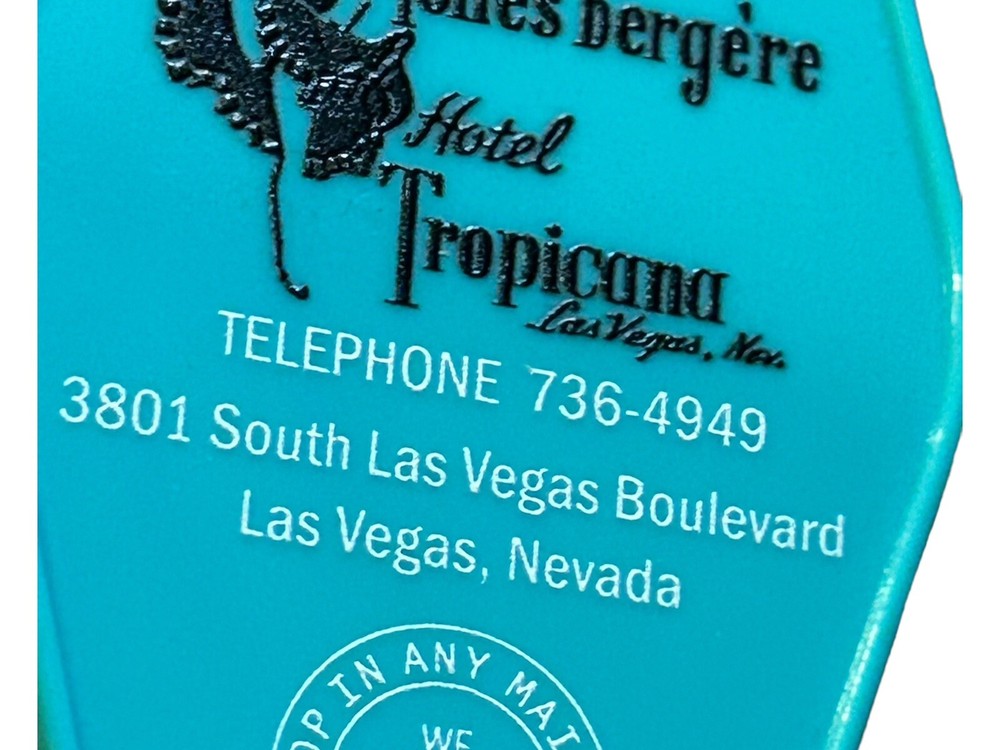 Folies Bergère
Hotel
Tropicana
Las Vegas, Nev.
TELEPHONE 736-4949
3801 South Las Vegas Boulevard
Las Vegas, Nevada
IN ANY
WE